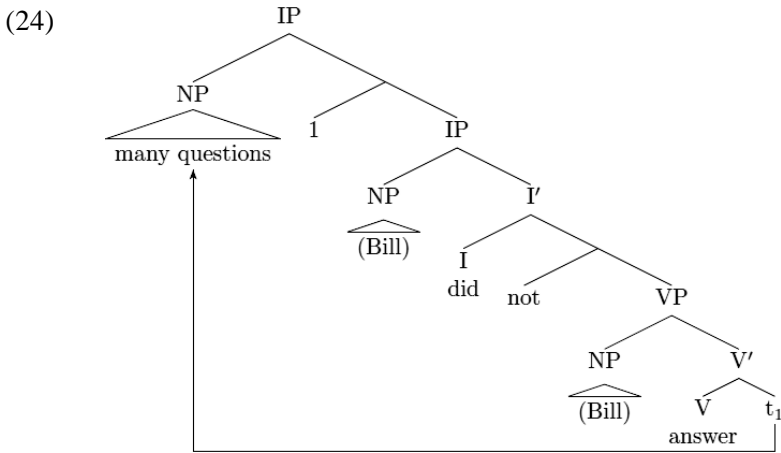 (24)
IP
NP
many questions
1
IP
NP
(Bill)
I′
I
did
not
VP
NP
(Bill)
V′
V
answer
t₁